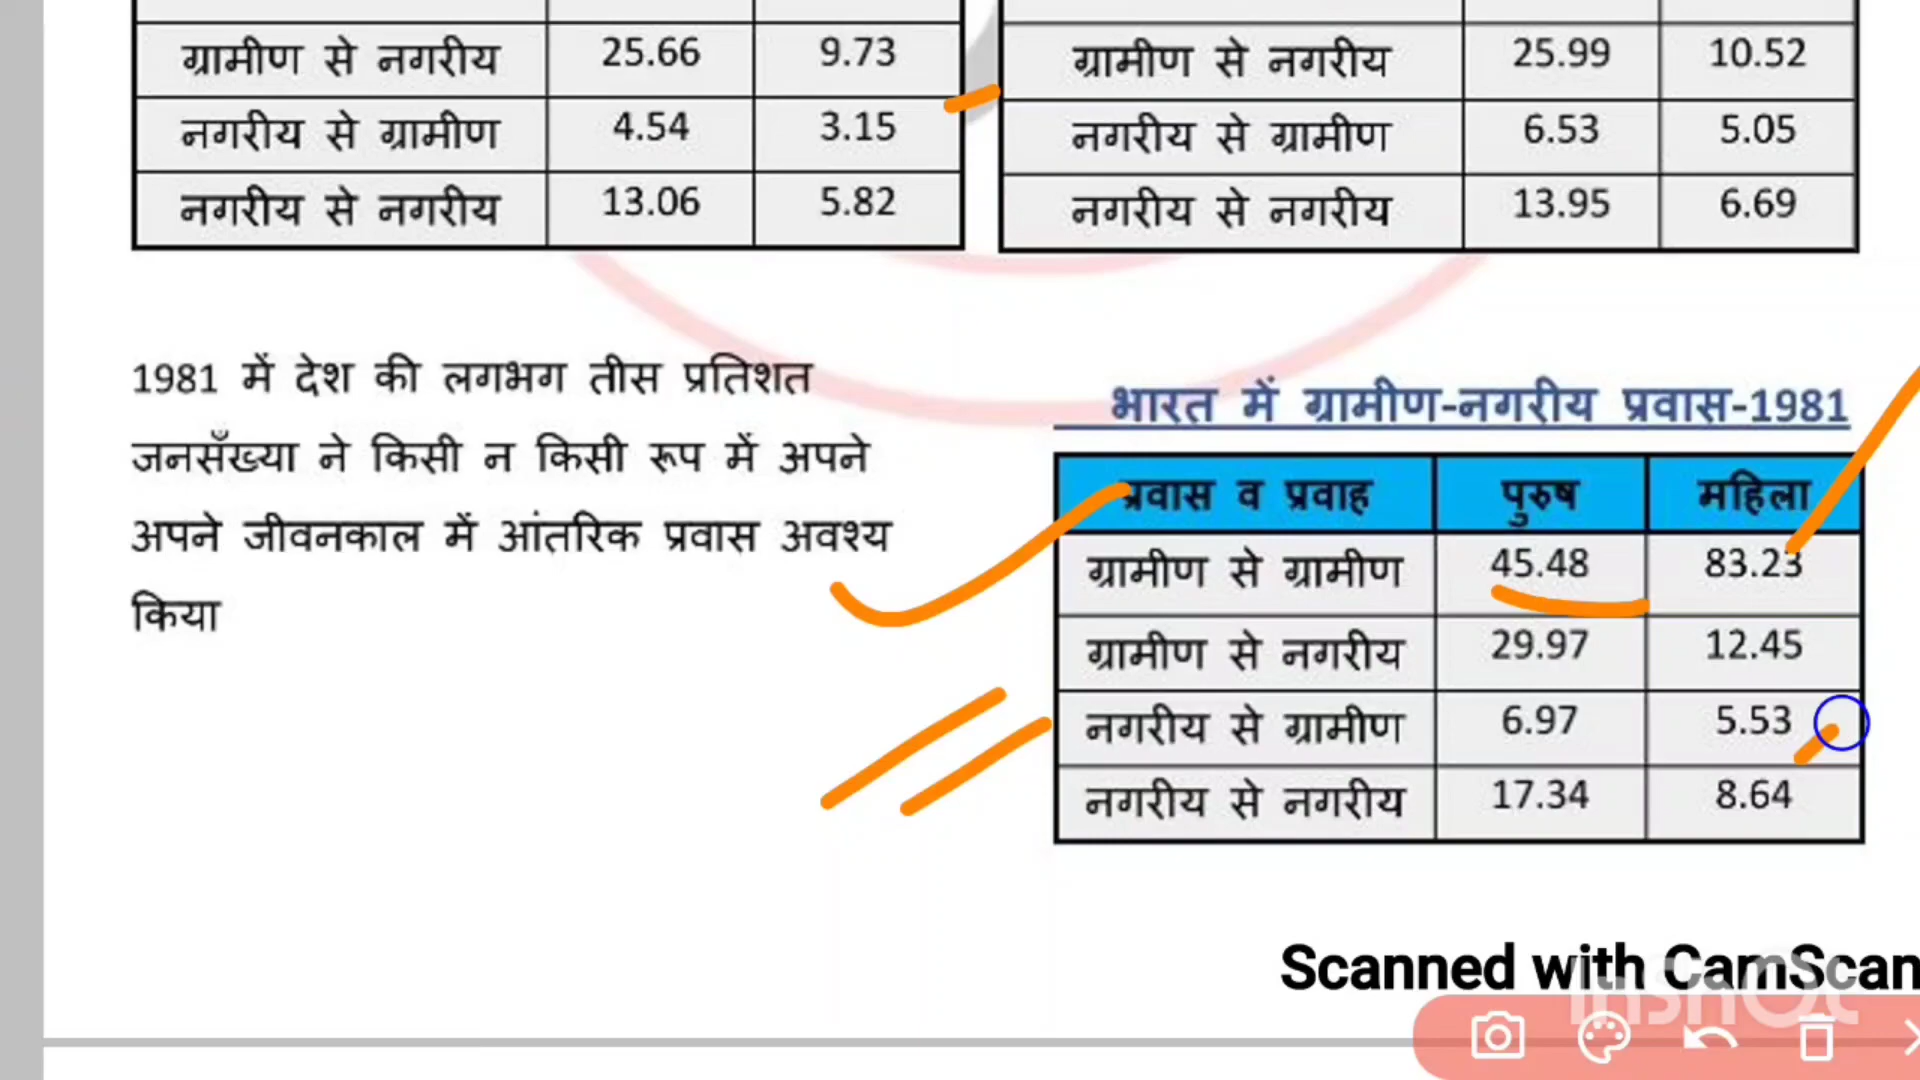 ग्रामीण से नगरीय 25.66 9.73
नगरीय से ग्रामीण 4.54 3.15
नगरीय से नगरीय 13.06 5.82
ग्रामीण से नगरीय 25.99 10.52
नगरीय से ग्रामीण 6.53 5.05
नगरीय से नगरीय 13.95 6.69
1981 में देश की लगभग तीस प्रतिशत
जनसँख्या ने किसी न किसी रूप में अपने
अपने जीवनकाल में आंतरिक प्रवास अवश्य
किया
भारत में ग्रामीण-नगरीय प्रवास-1981
प्रवास व प्रवाह पुरुष महिला
ग्रामीण से ग्रामीण 45.48 83.23
ग्रामीण से नगरीय 29.97 12.45
नगरीय से ग्रामीण 6.97 5.53
नगरीय से नगरीय 17.34 8.64
Scanned with CamScan